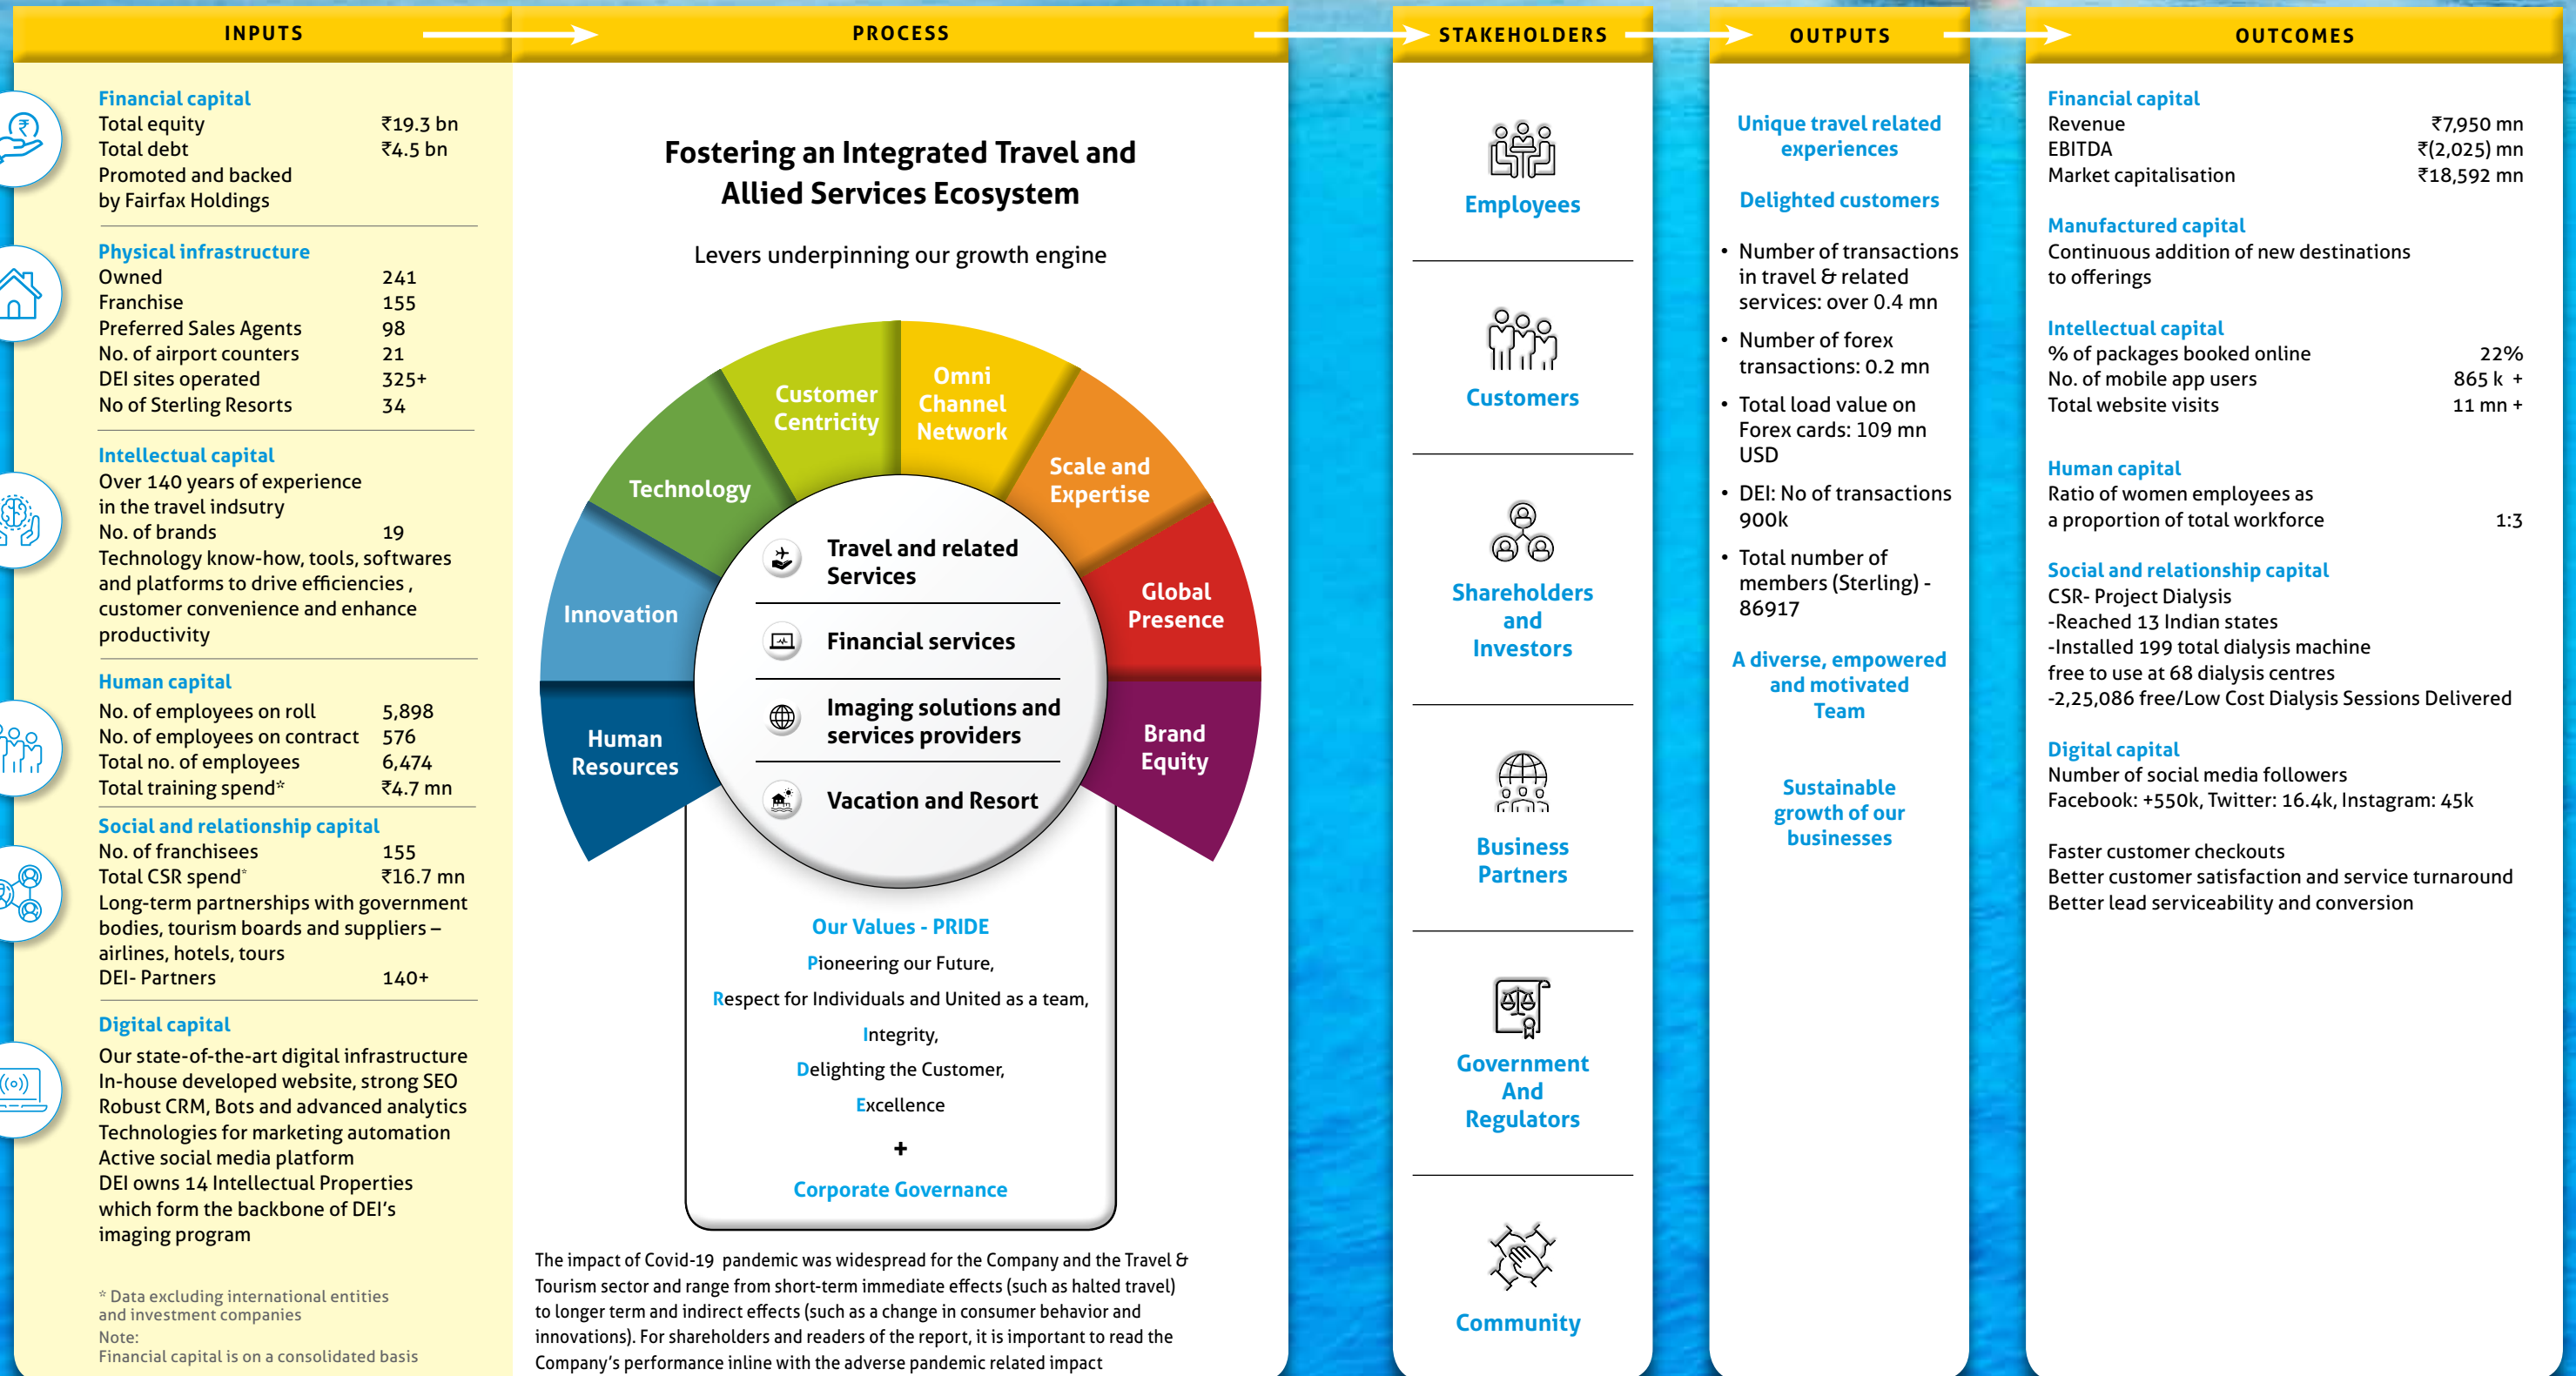 INPUTS
Financial capital
Total equity ₹19.3 bn
Total debt ₹4.5 bn
Promoted and backed
by Fairfax Holdings
Physical infrastructure
Owned 241
Franchise 155
Preferred Sales Agents 98
No. of airport counters 21
DEI sites operated 325+
No of Sterling Resorts 34
Intellectual capital
Over 140 years of experience
in the travel indsutry
No. of brands 19
Technology know-how, tools, softwares
and platforms to drive efficiencies ,
customer convenience and enhance
productivity
Human capital
No. of employees on roll 5,898
No. of employees on contract 576
Total no. of employees 6,474
Total training spend* ₹4.7 mn
Social and relationship capital
No. of franchisees 155
Total CSR spend* ₹16.7 mn
Long-term partnerships with government
bodies, tourism boards and suppliers –
airlines, hotels, tours
DEI- Partners 140+
Digital capital
Our state-of-the-art digital infrastructure
In-house developed website, strong SEO
Robust CRM, Bots and advanced analytics
Technologies for marketing automation
Active social media platform
DEI owns 14 Intellectual Properties
which form the backbone of DEI’s
imaging program
* Data excluding international entities
and investment companies
Note:
Financial capital is on a consolidated basis
PROCESS
Fostering an Integrated Travel and
Allied Services Ecosystem
Levers underpinning our growth engine
Human
Resources
Innovation
Technology
Customer
Centricity
Omni
Channel
Network
Scale and
Expertise
Global
Presence
Brand
Equity
Travel and related
Services
Financial services
Imaging solutions and
services providers
Vacation and Resort
Our Values - PRIDE
Pioneering our Future,
Respect for Individuals and United as a team,
Integrity,
Delighting the Customer,
Excellence
+
Corporate Governance
The impact of Covid-19 pandemic was widespread for the Company and the Travel &
Tourism sector and range from short-term immediate effects (such as halted travel)
to longer term and indirect effects (such as a change in consumer behavior and
innovations). For shareholders and readers of the report, it is important to read the
Company’s performance inline with the adverse pandemic related impact
STAKEHOLDERS
Employees
Customers
Shareholders
and
Investors
Business
Partners
Government
And
Regulators
Community
OUTPUTS
Unique travel related
experiences
Delighted customers
• Number of transactions
in travel & related
services: over 0.4 mn
• Number of forex
transactions: 0.2 mn
• Total load value on
Forex cards: 109 mn
USD
• DEI: No of transactions
900k
• Total number of
members (Sterling) -
86917
A diverse, empowered
and motivated
Team
Sustainable
growth of our
businesses
OUTCOMES
Financial capital
Revenue ₹7,950 mn
EBITDA ₹(2,025) mn
Market capitalisation ₹18,592 mn
Manufactured capital
Continuous addition of new destinations
to offerings
Intellectual capital
% of packages booked online 22%
No. of mobile app users 865 k +
Total website visits 11 mn +
Human capital
Ratio of women employees as
a proportion of total workforce 1:3
Social and relationship capital
CSR- Project Dialysis
-Reached 13 Indian states
-Installed 199 total dialysis machine
free to use at 68 dialysis centres
-2,25,086 free/Low Cost Dialysis Sessions Delivered
Digital capital
Number of social media followers
Facebook: +550k, Twitter: 16.4k, Instagram: 45k
Faster customer checkouts
Better customer satisfaction and service turnaround
Better lead serviceability and conversion